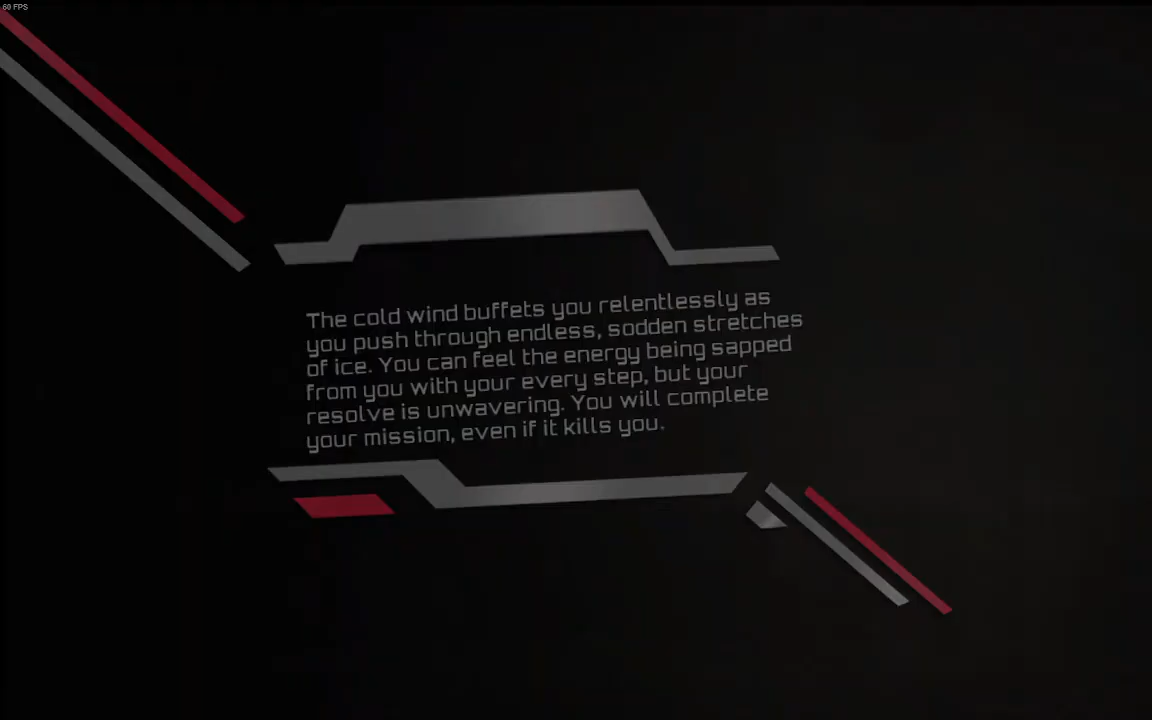 60 FPS
The cold wind buffets you relentlessly as
you push through endless, sodden stretches
of ice. You can feel the energy being sapped
from you with your every step, but your
resolve is unwavering. You will complete
your mission, even if it kills you.